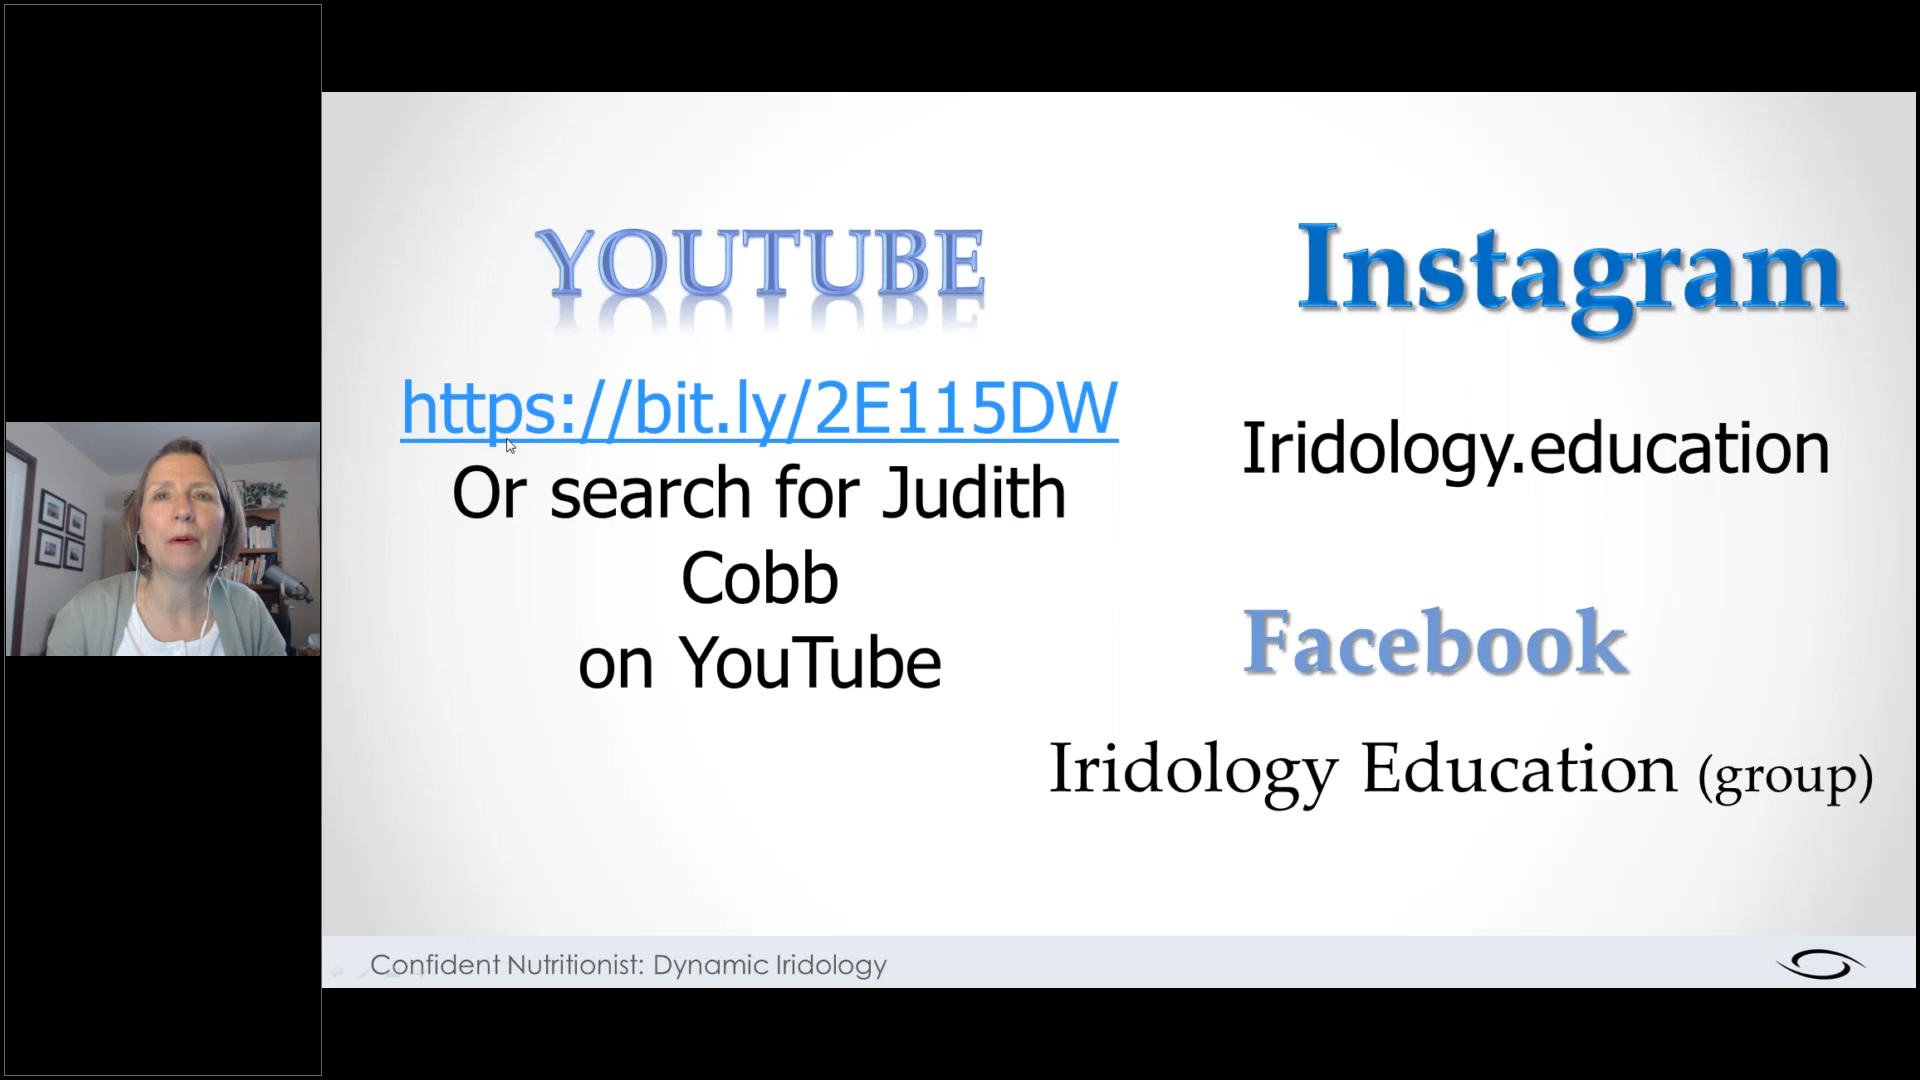 YOUTUBE
https://bit.ly/2E115DW
Or search for Judith
Cobb
on YouTube
Instagram
Iridology.education
Facebook
Iridology Education (group)
Confident Nutritionist: Dynamic Iridology